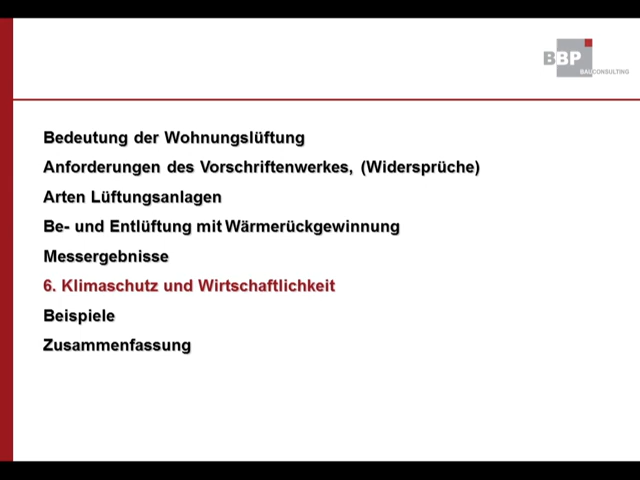 BBP
BAUCONSULTING
Bedeutung der Wohnungslüftung
Anforderungen des Vorschriftenwerkes, (Widersprüche)
Arten Lüftungsanlagen
Be- und Entlüftung mit Wärmerückgewinnung
Messergebnisse
6. Klimaschutz und Wirtschaftlichkeit
Beispiele
Zusammenfassung